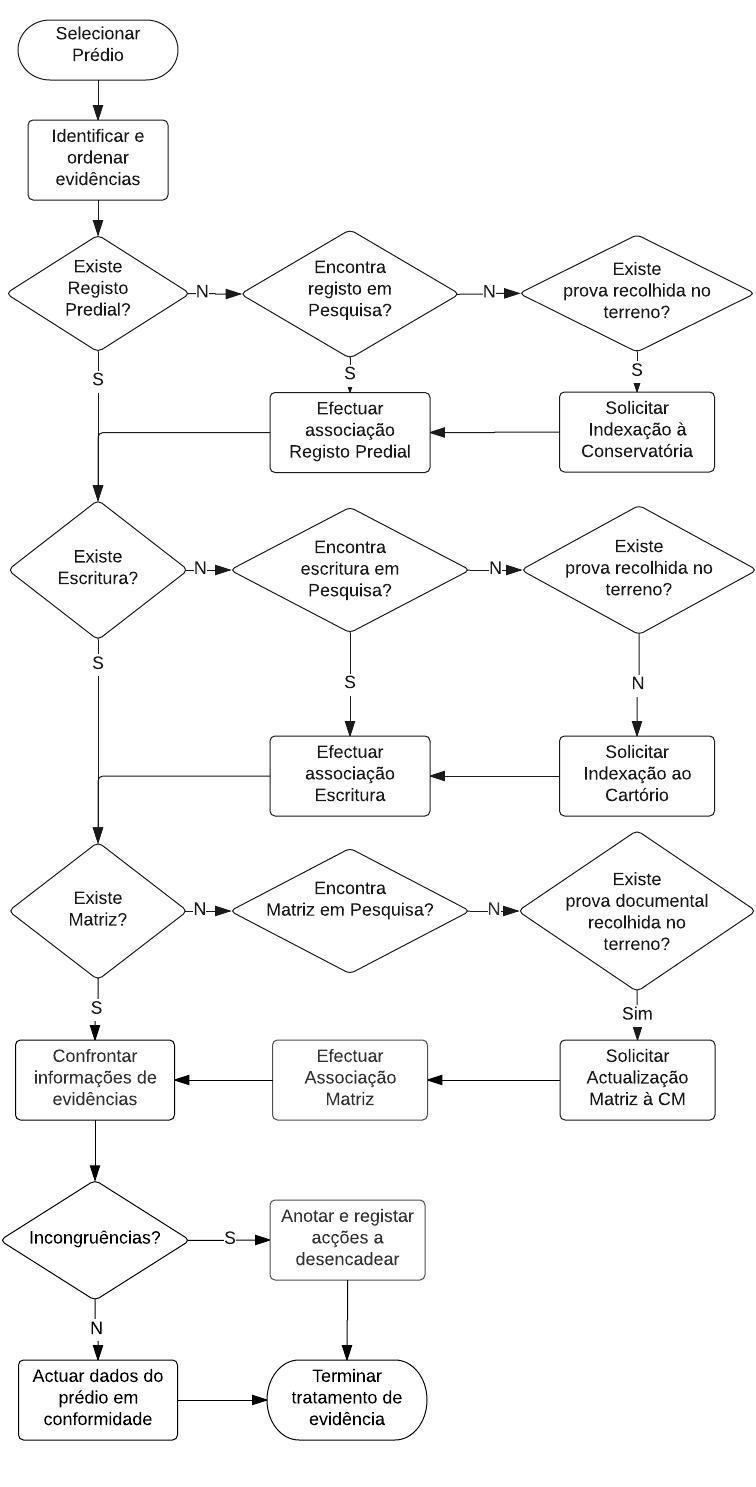 Selecionar
Prédio
Identificar e
ordenar
evidências
Existe
Registo
Predial?
N
Encontra
registo em
Pesquisa?
N
Existe
prova recolhida no
terreno?
S
S
S
Efectuar
associação
Registo Predial
Solicitar
Indexação à
Conservatória
Existe
Escritura?
N
Encontra
escritura em
Pesquisa?
N
Existe
prova recolhida no
terreno?
S
S
N
Efectuar
associação
Escritura
Solicitar
Indexação ao
Cartório
Existe
Matriz?
N
Encontra
Matriz em Pesquisa?
N
Existe
prova documental
recolhida no
terreno?
S
Sim
Confrontar
informações de
evidências
Efectuar
Associação
Matriz
Solicitar
Actualização
Matriz à CM
Incongruências?
S
Anotar e registar
acções a
desencadear
N
Actuar dados do
prédio em
conformidade
Terminar
tratamento de
evidência